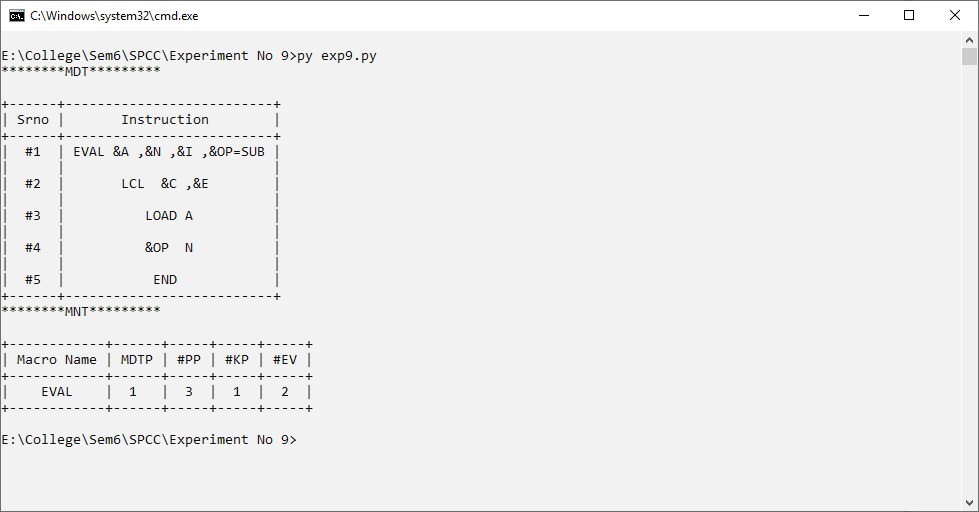 C:\Windows\system32\cmd.exe
E:\College\Sem6\SPCC\Experiment No 9>py exp9.py
********MDT*********
+------+--------------------------+
| Srno |       Instruction        |
+------+--------------------------+
|  #1  | EVAL &A ,&N ,&I ,&OP=SUB |
|      |                          |
|  #2  |       LCL  &C ,&E        |
|      |                          |
|  #3  |          LOAD A          |
|      |                          |
|  #4  |          &OP  N          |
|      |                          |
|  #5  |           END            |
+------+--------------------------+
********MNT*********
+------------+------+-----+-----+-----+
| Macro Name | MDTP | #PP | #KP | #EV |
+------------+------+-----+-----+-----+
|    EVAL    |  1   |  3  |  1  |  2  |
+------------+------+-----+-----+-----+
E:\College\Sem6\SPCC\Experiment No 9>